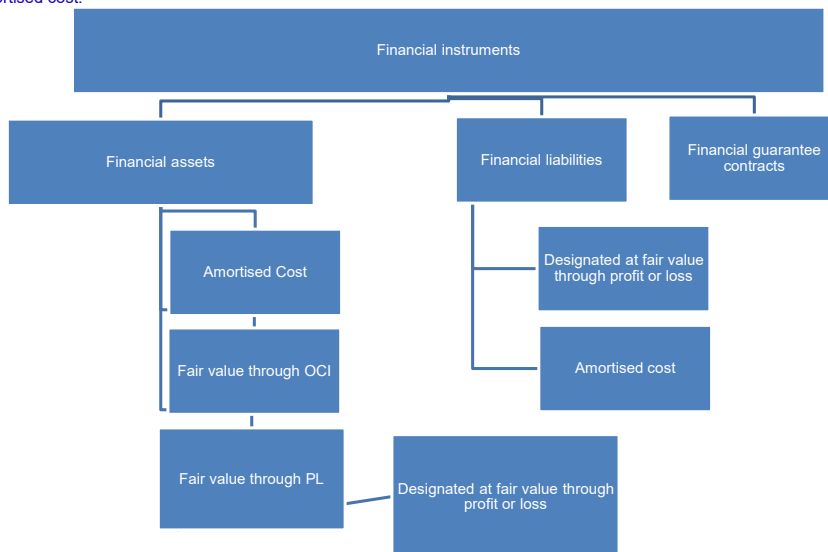 cost.
Financial instruments
Financial assets
Financial liabilities
Financial guarantee
contracts
Amortised Cost
Designated at fair value
through profit or loss
Fair value through OCI
Amortised cost
Fair value through PL
Designated at fair value through
profit or loss